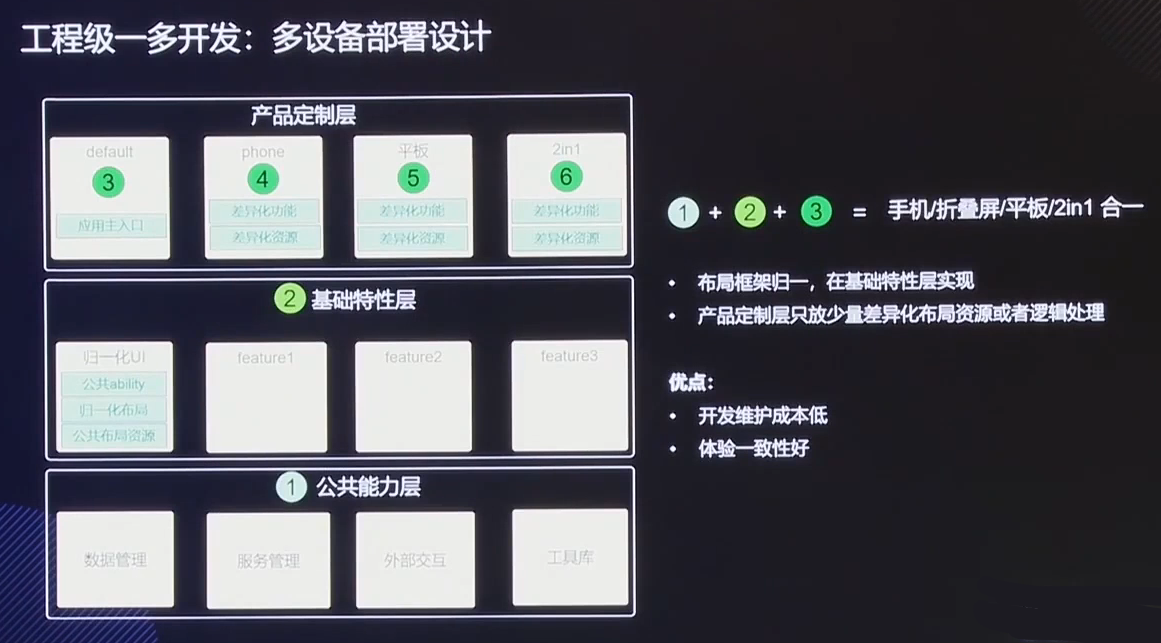 工程级一多开发：多设备部署设计
产品定制层
default
3
应用主入口
phone
4
差异化功能
差异化资源
平板
5
差异化功能
差异化资源
2in1
6
差异化功能
差异化资源
2 基础特性层
归一化UI
公共ability
归一化布局
公共布局资源
feature1
feature2
feature3
1 公共能力层
数据管理
服务管理
外部交互
工具库
1 + 2 + 3 = 手机/折叠屏/平板/2in1 合一
• 布局框架归一，在基础特性层实现
• 产品定制层只放少量差异化布局资源或者逻辑处理
优点：
• 开发维护成本低
• 体验一致性好